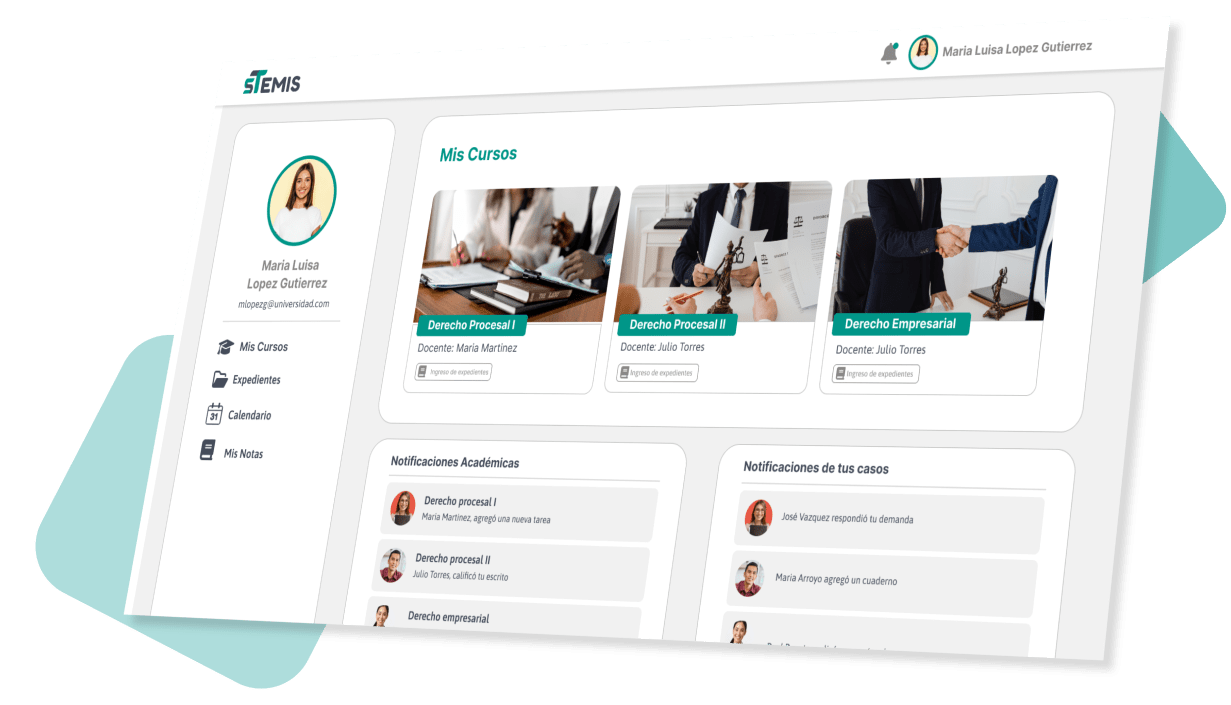 STEMIS
Maria Luisa Lopez Gutierrez
Maria Luisa
Lopez Gutierrez
mlopezg@universidad.com
Mis Cursos
Expedientes
31
Calendario
Mis Notas
Mis Cursos
Derecho Procesal I
Docente: Maria Martinez
Ingreso de expedientes
Derecho Procesal II
Docente: Julio Torres
Ingreso de expedientes
Derecho Empresarial
Docente: Julio Torres
Ingreso de expedientes
Notificaciones Académicas
Derecho procesal I
Maria Martinez, agregó una nueva tarea
Derecho procesal II
Julio Torres, calificó tu escrito
Derecho empresarial
Notificaciones de tus casos
José Vazquez respondió tu demanda
Maria Arroyo agregó un cuaderno